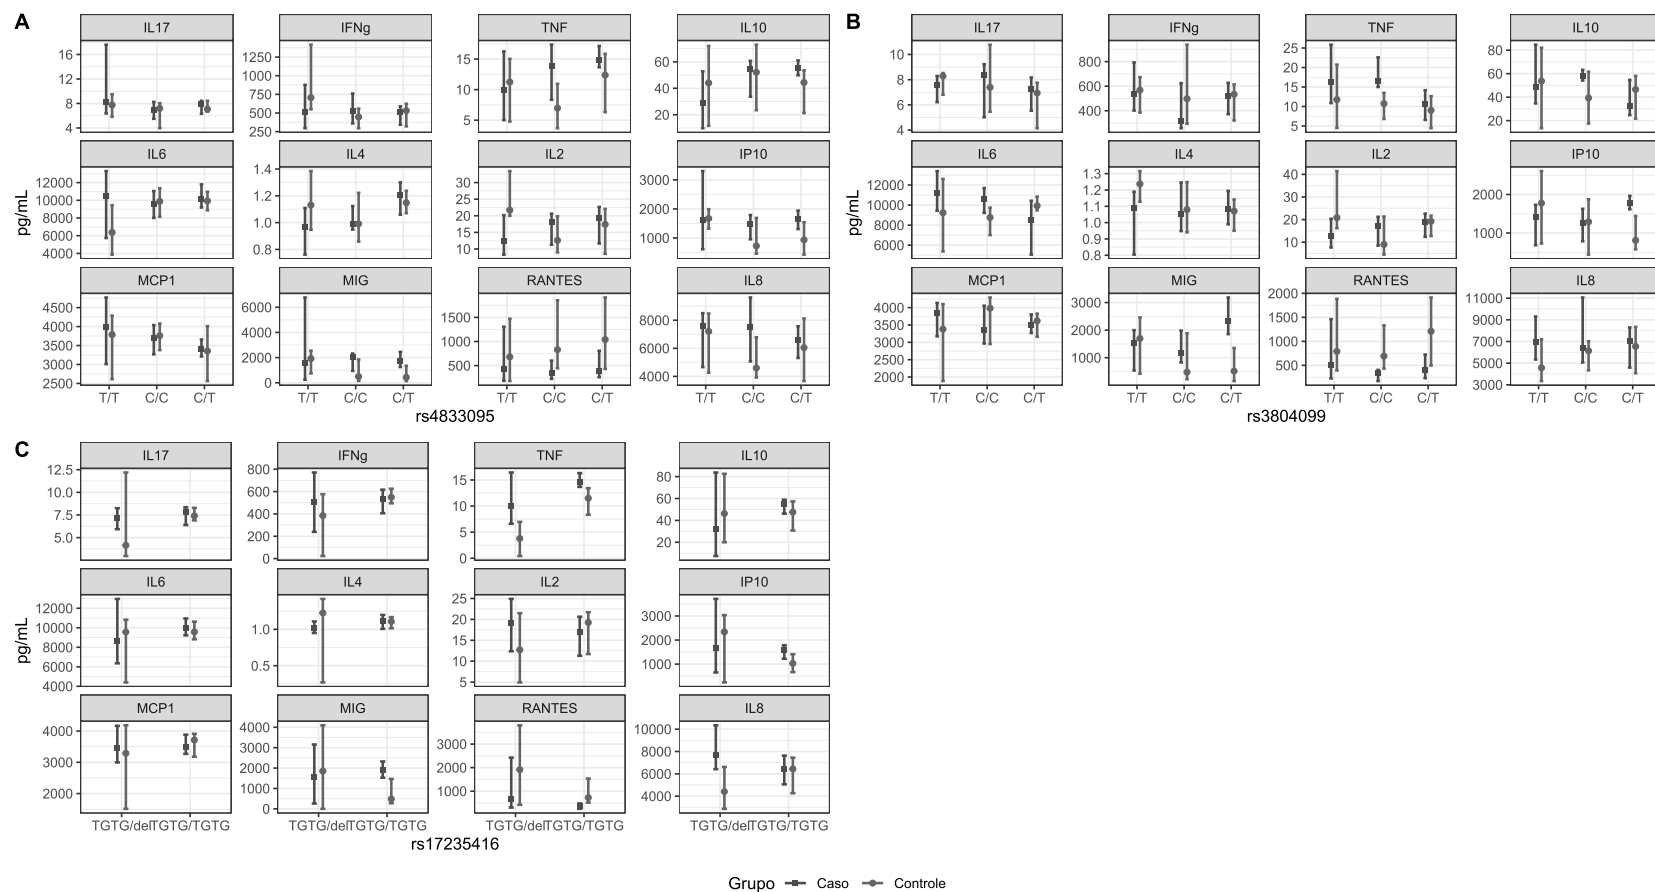 A
IL17 IFNg TNF IL10
16 12 8 4
1250 1000 750 500 250
15 10 5
60 40 20
IL6 IL4 IL2 IP10
12000 10000 8000 6000 4000
1.4 1.2 1.0 0.8
30 25 20 15 10
3000 2000 1000
MCP1 MIG RANTES IL8
4500 4000 3500 3000 2500
6000 4000 2000 0
1500 1000 500
8000 6000 4000
T/T C/C C/T T/T C/C C/T T/T C/C C/T T/T C/C C/T
pg/mL
rs4833095
B
IL17 IFNg TNF IL10
10 8 6 4
800 600 400
25 20 15 10 5
80 60 40 20
IL6 IL4 IL2 IP10
12000 10000 8000 6000
1.3 1.2 1.1 1.0 0.9 0.8
40 30 20 10
2000 1000
MCP1 MIG RANTES IL8
4000 3500 3000 2500 2000
3000 2000 1000
2000 1500 1000 500
11000 9000 7000 5000 3000
T/T C/C C/T T/T C/C C/T T/T C/C C/T T/T C/C C/T
pg/mL
rs3804099
C
IL17 IFNg TNF IL10
12.5 10.0 7.5 5.0
800 600 400 200 0
15 10 5 0
80 60 40 20
IL6 IL4 IL2 IP10
12000 10000 8000 6000 4000
1.0 0.5
25 20 15 10 5
3000 2000 1000
MCP1 MIG RANTES IL8
4000 3000 2000
4000 3000 2000 1000 0
3000 2000 1000
10000 8000 6000 4000
TGTG/del TGTG/TGTG TGTG/del TGTG/TGTG TGTG/del TGTG/TGTG TGTG/del TGTG/TGTG
pg/mL
rs17235416
Grupo Caso Controle